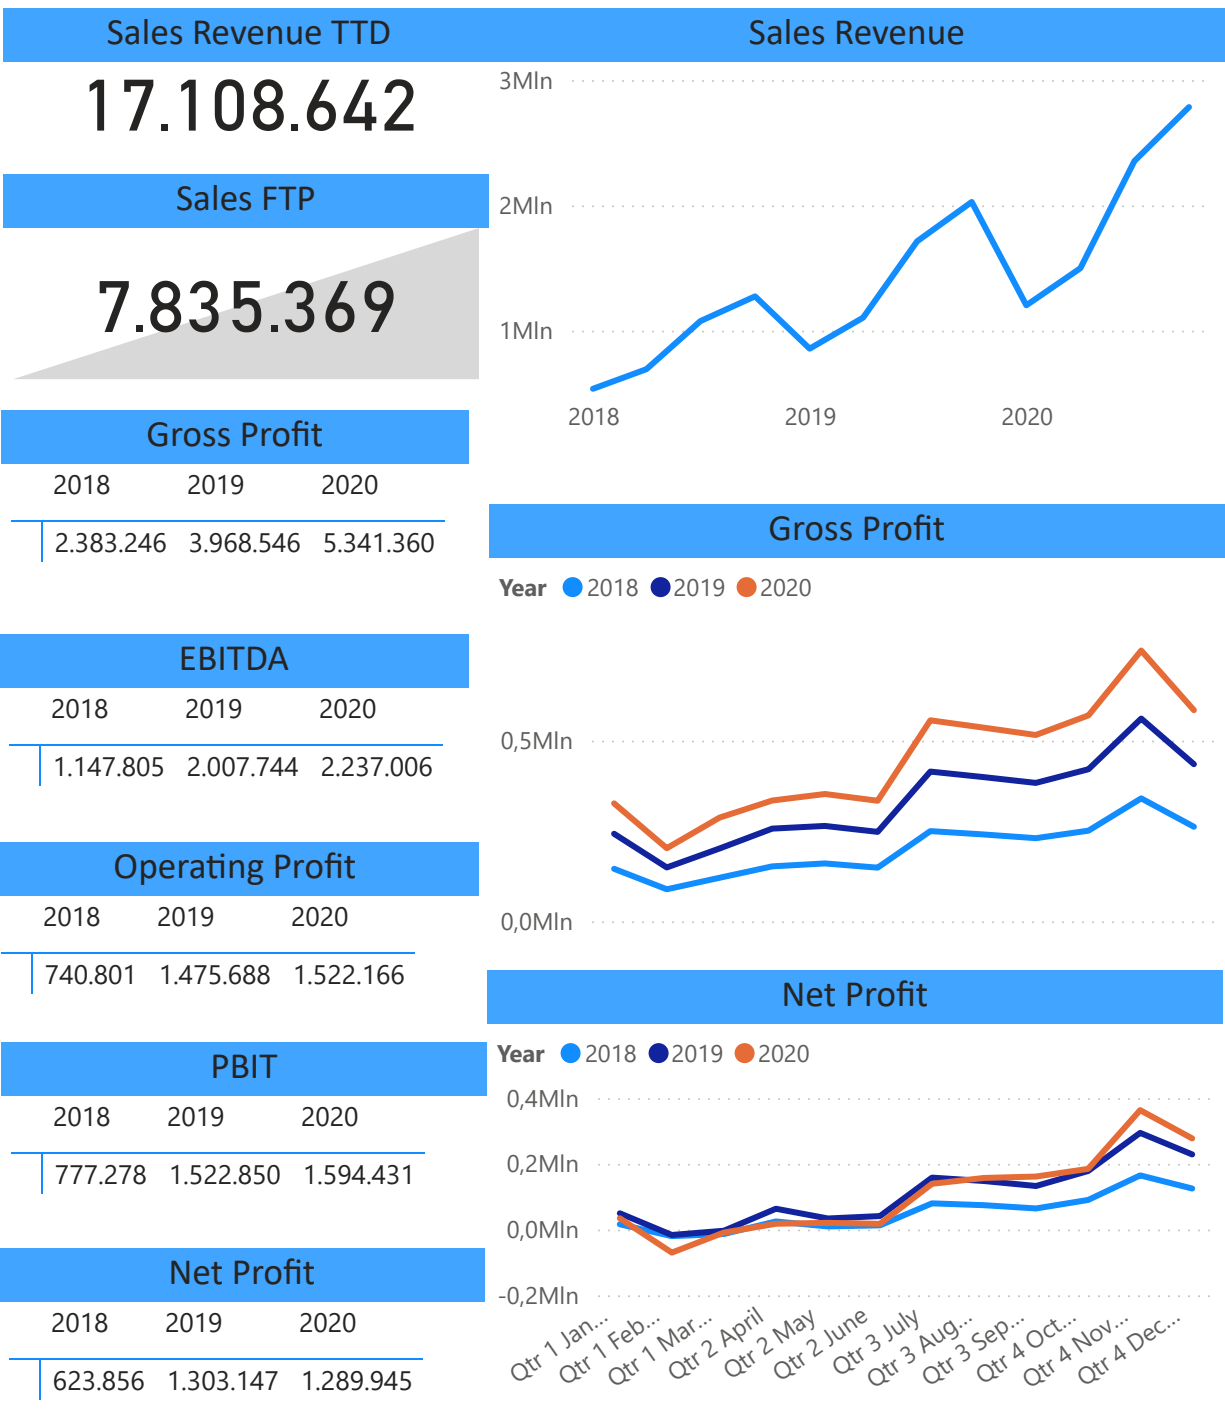 Sales Revenue TTD
17.108.642
Sales FTP
7.835.369
Gross Profit
2018 2019 2020
2.383.246 3.968.546 5.341.360
EBITDA
2018 2019 2020
1.147.805 2.007.744 2.237.006
Operating Profit
2018 2019 2020
740.801 1.475.688 1.522.166
PBIT
2018 2019 2020
777.278 1.522.850 1.594.431
Net Profit
2018 2019 2020
623.856 1.303.147 1.289.945
Sales Revenue
3Mln
2Mln
1Mln
2018 2019 2020
Gross Profit
Year 2018 2019 2020
0,5Mln
0,0Mln
Net Profit
Year 2018 2019 2020
0,4Mln
0,2Mln
0,0Mln
-0,2Mln
Qtr 1 Jan...
Qtr 1 Feb...
Qtr 1 Mar...
Qtr 2 April
Qtr 2 May
Qtr 2 June
Qtr 3 July
Qtr 3 Aug...
Qtr 3 Sep...
Qtr 4 Oct...
Qtr 4 Nov...
Qtr 4 Dec...